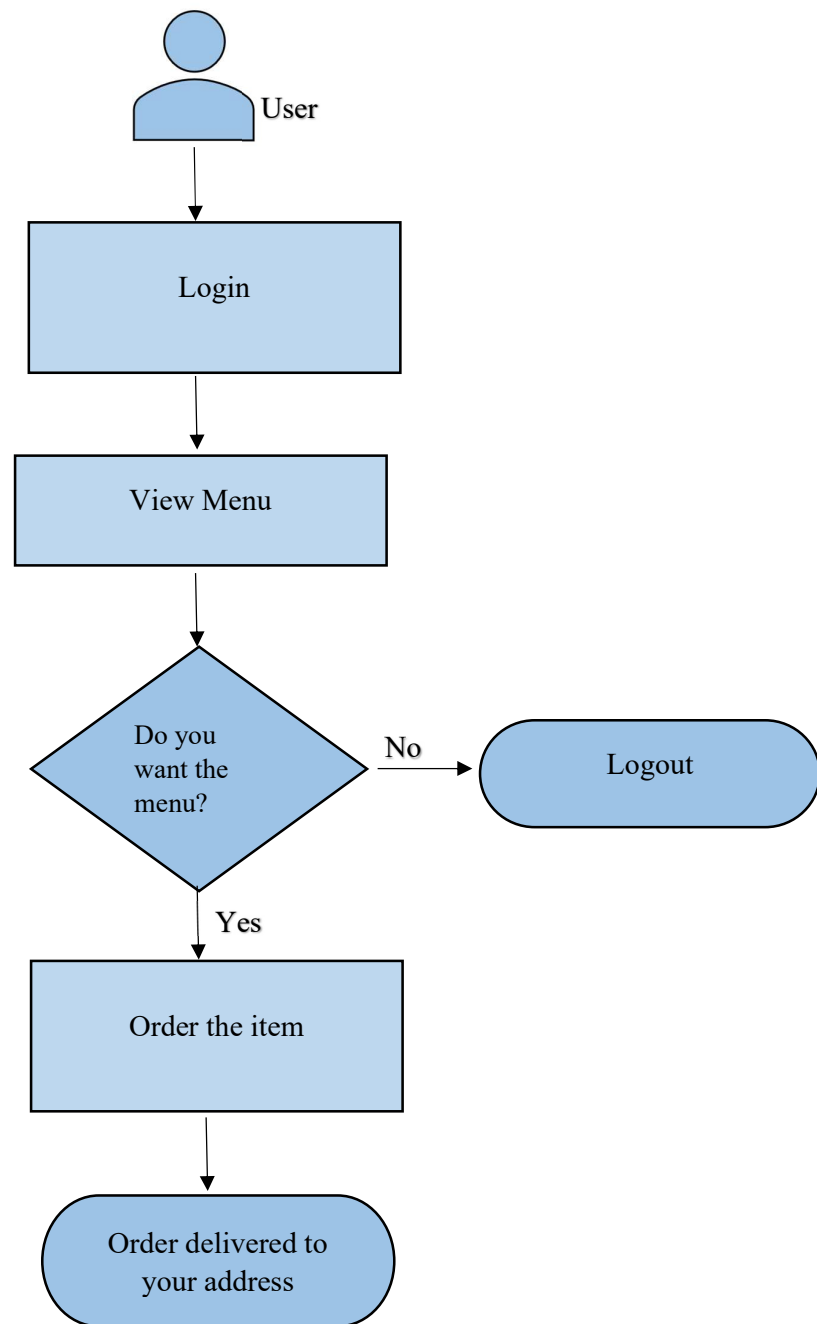 User
Login
View Menu
Do you
want the
menu?
No
Logout
Yes
Order the item
Order delivered to
your address